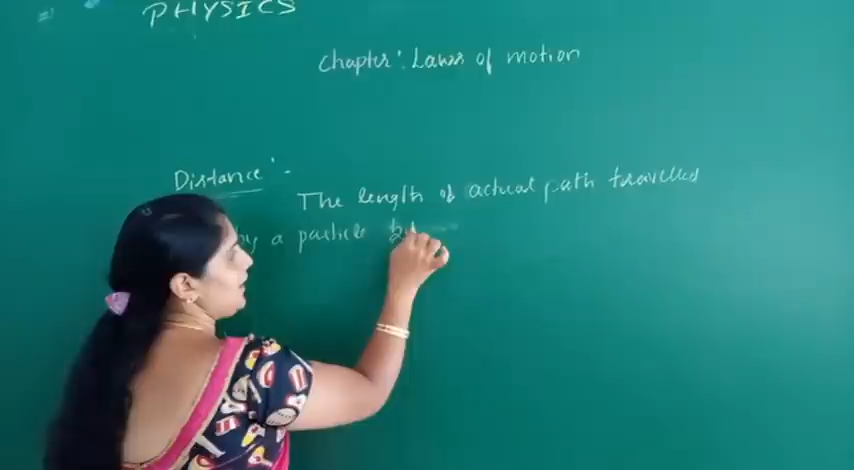 PHYSICS
Chapter: Laws of motion
Distance:-
The length of actual path travelled
by a particle